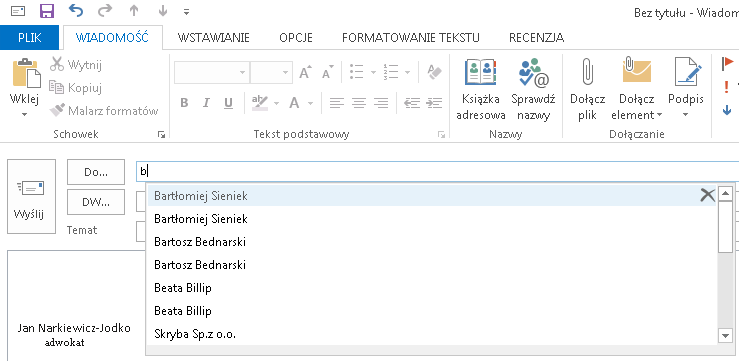 Bez tytułu - Wiadom
PLIK WIADOMOŚĆ WSTAWIANIE OPCJE FORMATOWANIE TEKSTU RECENZJA
Wklej
Wytnij
Kopiuj
Malarz formatów
Schowek
B I U ab A
Tekst podstawowy
Książka adresowa
Sprawdź nazwy
Nazwy
Dołącz plik
Dołącz element
Podpis
Dołączanie
Wyślij
Do... b
DW...
Temat
Bartłomiej Sieniek
Bartłomiej Sieniek
Bartosz Bednarski
Bartosz Bednarski
Beata Billip
Beata Billip
Skryba Sp.z o.o.
Jan Narkiewicz-Jodko
adwokat